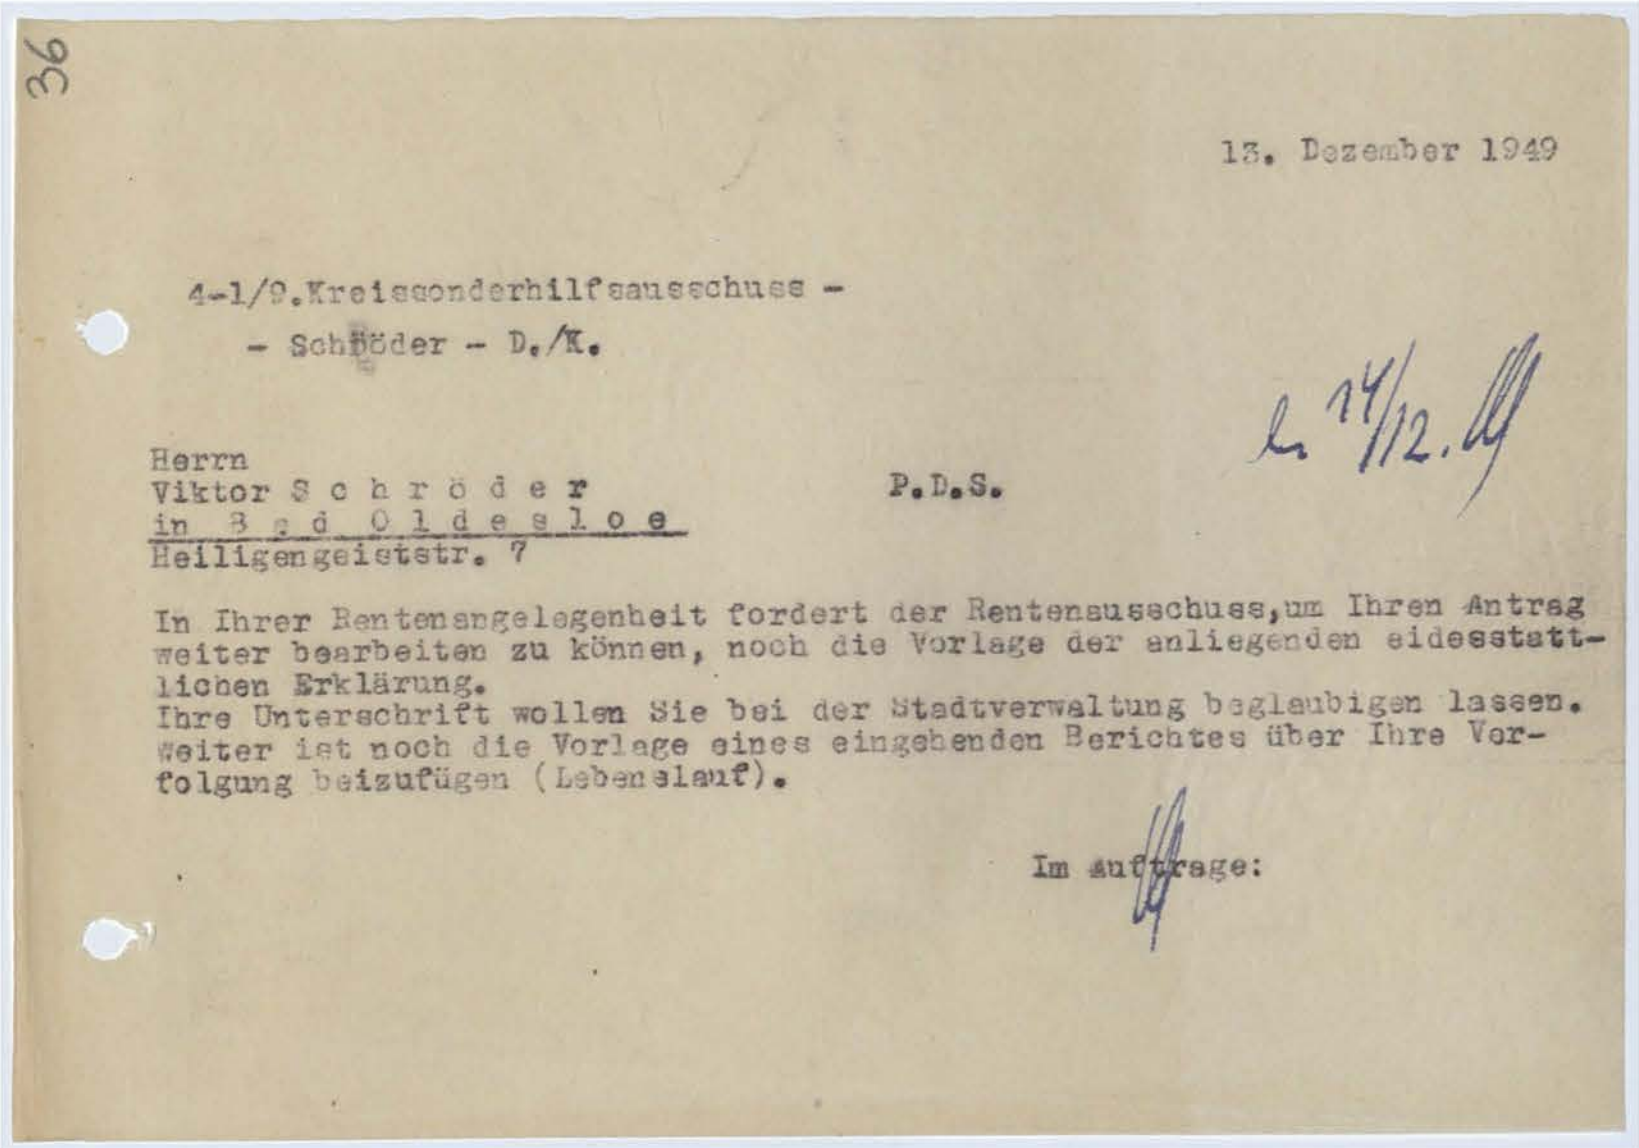 36
13. Dezember 1949
4-1/9.Kreissonderhilfsausschuss -
- Schröder - D./K.
14/12.
Herrn
Viktor S c h r ö d e r
P.D.S.
in B a d O l d e s l o e
Heiligengeiststr. 7
In Ihrer Rentenangelegenheit fordert der Rentenausschuss,um Ihren Antrag
weiter bearbeiten zu können, noch die Vorlage der anliegenden eidesstatt-
lichen Erklärung.
Ihre Unterschrift wollen Sie bei der Stadtverwaltung beglaubigen lassen.
Weiter ist noch die Vorlage eines eingehenden Berichtes über Ihre Ver-
folgung beizufügen (Lebenslauf).
Im Auftrage: